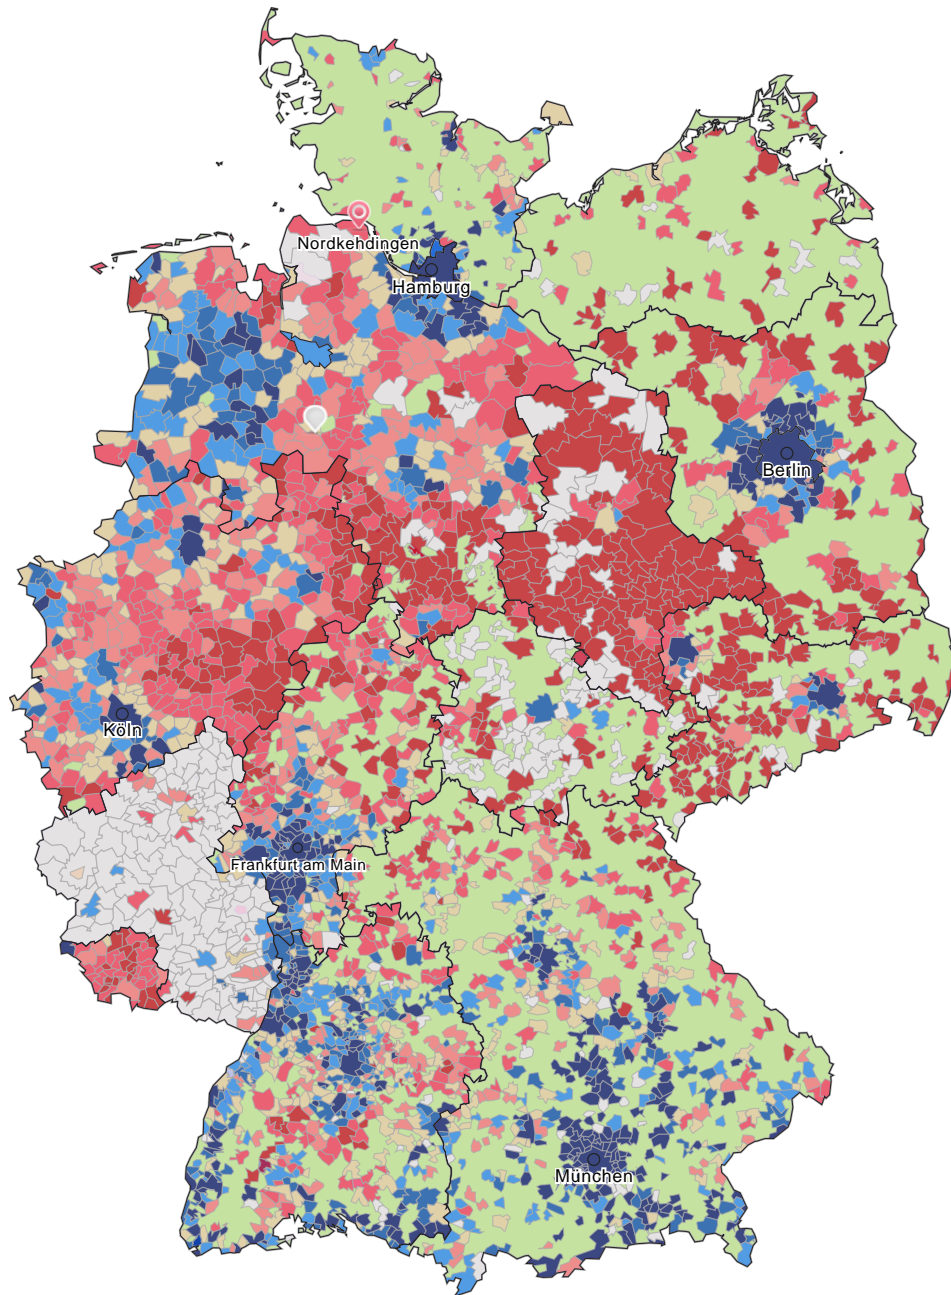 Nordkehdingen
Hamburg
Berlin
Köln
Frankfurt am Main
München